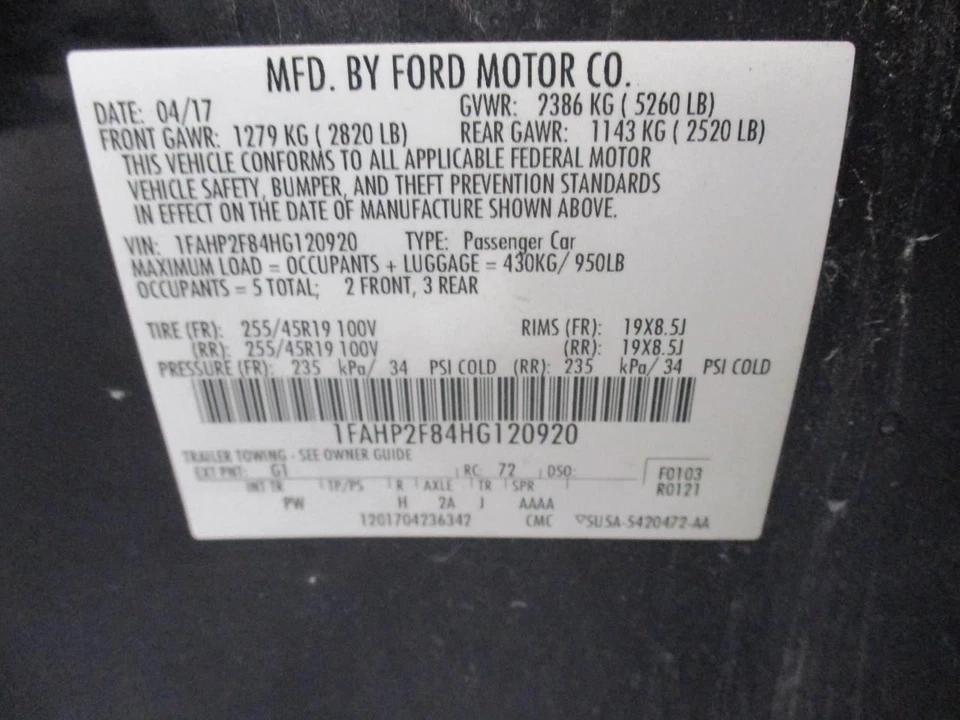 MFD. BY FORD MOTOR CO.
DATE: 04/17 GVWR: 2386 KG ( 5260 LB)
FRONT GAWR: 1279 KG ( 2820 LB) REAR GAWR: 1143 KG ( 2520 LB)
THIS VEHICLE CONFORMS TO ALL APPLICABLE FEDERAL MOTOR
VEHICLE SAFETY, BUMPER, AND THEFT PREVENTION STANDARDS
IN EFFECT ON THE DATE OF MANUFACTURE SHOWN ABOVE.
VIN: 1FAHP2F84HG120920 TYPE: Passenger Car
MAXIMUM LOAD = OCCUPANTS + LUGGAGE = 430KG/ 950LB
OCCUPANTS = 5 TOTAL; 2 FRONT, 3 REAR
TIRE (FR): 255/45R19 100V RIMS (FR): 19X8.5J
(RR): 255/45R19 100V (RR): 19X8.5J
PRESSURE (FR): 235 kPa/ 34 PSI COLD (RR): 235 kPa/ 34 PSI COLD
1FAHP2F84HG120920
TRAILER TOWING - SEE OWNER GUIDE
EXT PNT: G1 RC: 72 DSO: F0103
INT TR TP/PS R AXLE TR SPR R0121
PW H 2A J AAAA
1201704236342 CMC ▽SU5A-5420472-AA